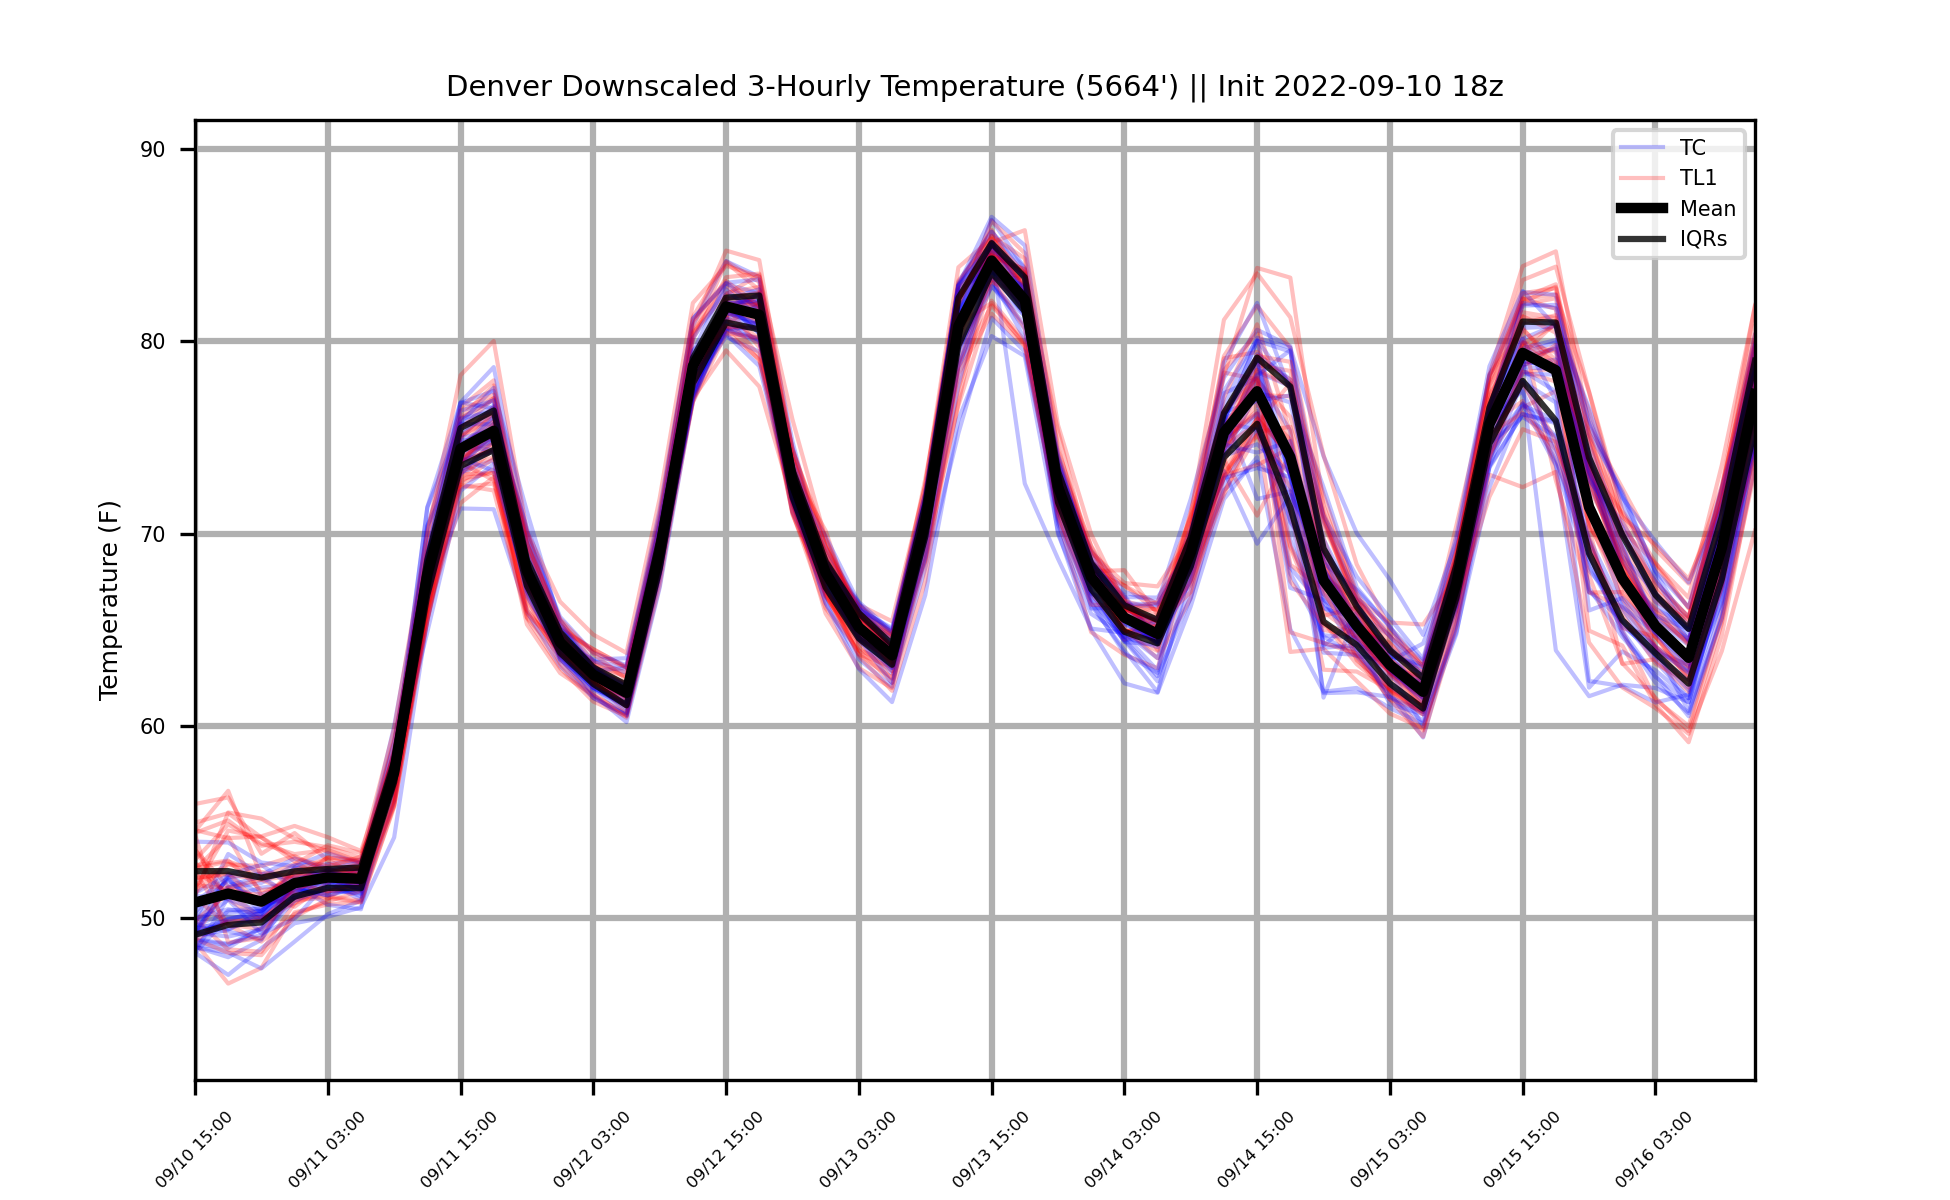 Denver Downscaled 3-Hourly Temperature (5664') || Init 2022-09-10 18z
TC
TL1
Mean
IQRs
Temperature (F)
90
80
70
60
50
09/10 15:00
09/11 03:00
09/11 15:00
09/12 03:00
09/12 15:00
09/13 03:00
09/13 15:00
09/14 03:00
09/14 15:00
09/15 03:00
09/15 15:00
09/16 03:00